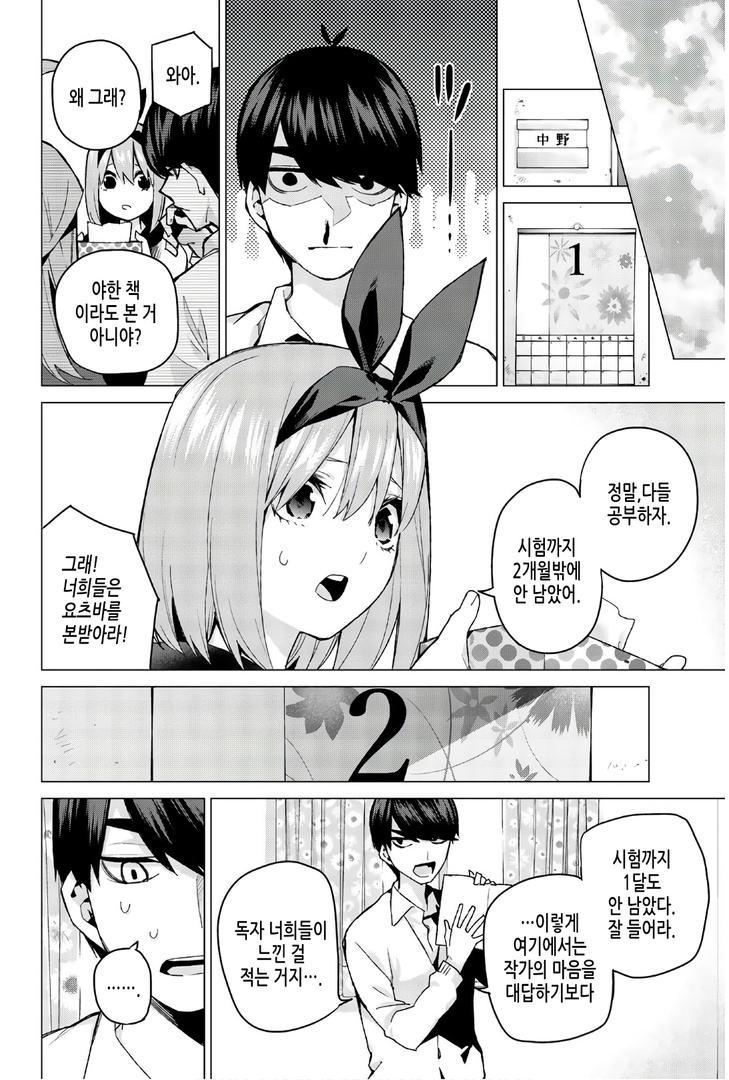 中野
1
와아.
왜 그래?
야한 책
이라도 본 거
아니야?
정말,다들
공부하자.
시험까지
2개월밖에
안 남았어.
그래!
너희들은
요츠바를
본받아라!
2
시험까지
1달도
안 남았다.
잘 들어라.
…이렇게
여기에서는
작가의 마음을
대답하기보다
독자 너희들이
느낀 걸
적는 거지….
…….